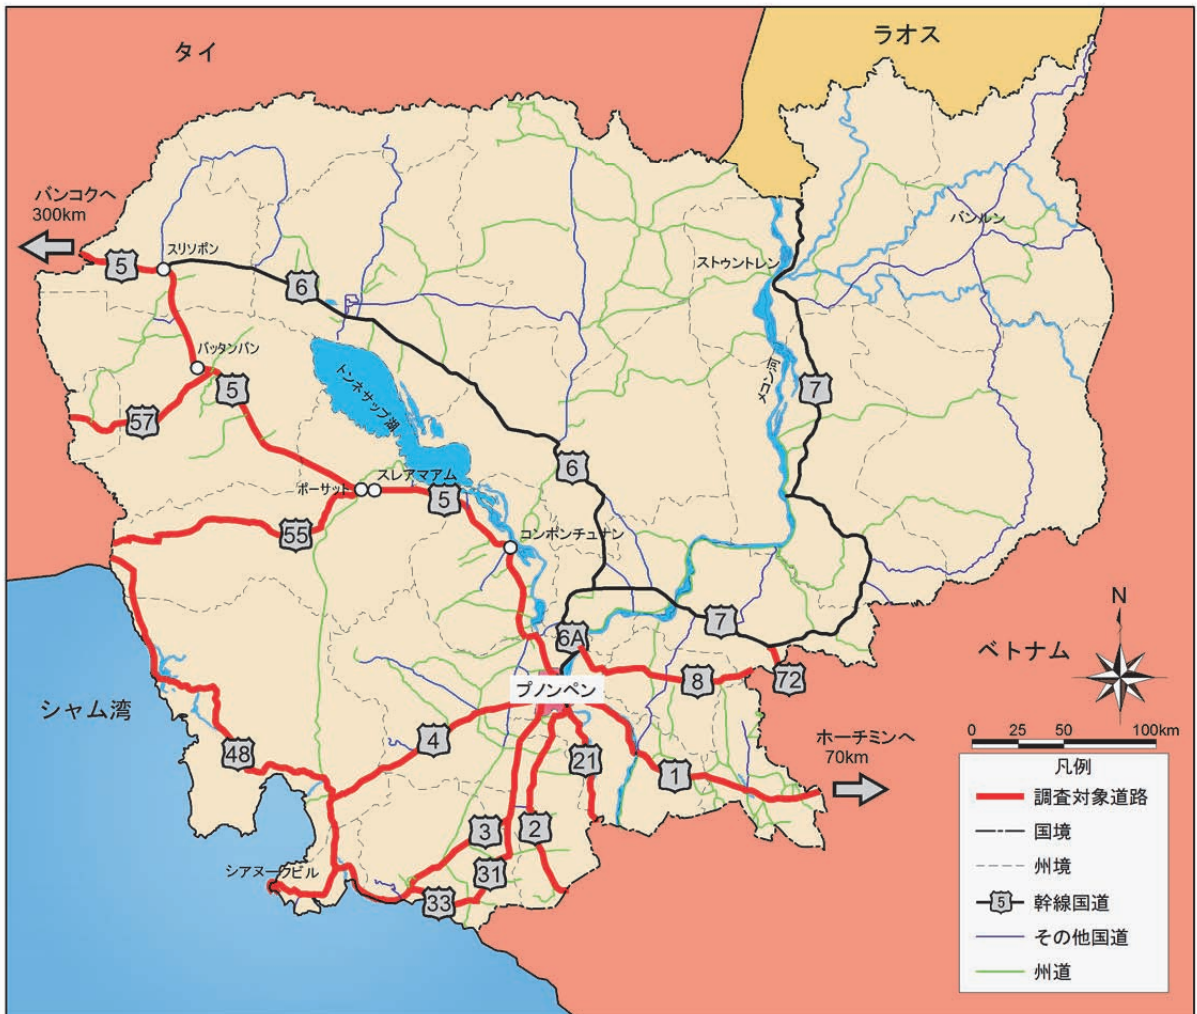 タイ
ラオス
バンコクへ
300km
スリソポン
5
6
バンルン
ストゥントレン
バッタンバン
5
57
トンネサップ湖
メコン河
7
6
ポーサット
スレアマアム
5
55
コンポンチュナン
6A
7
8
72
ベトナム
N
プノンペン
シャム湾
48
4
21
1
ホーチミンへ
70km
3
2
31
33
シアヌークビル
0 25 50 100km
凡例
調査対象道路
国境
州境
5 幹線国道
その他国道
州道